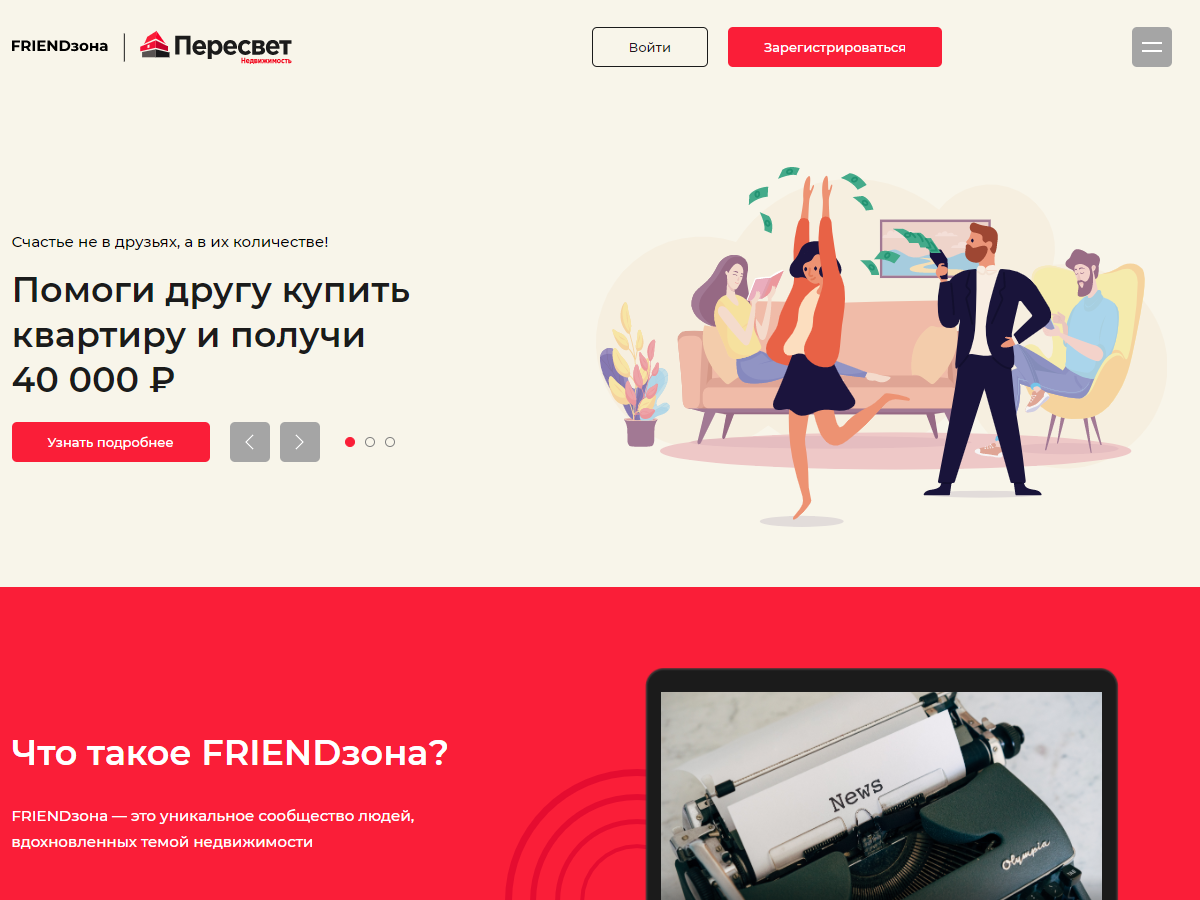 FRIENDзона
Пересвет
Недвижимость
Войти
Зарегистрироваться
Счастье не в друзьях, а в их количестве!
Помоги другу купить
квартиру и получи
40 000 ₽
Узнать подробнее
Что такое FRIENDзона?
FRIENDзона — это уникальное сообщество людей,
вдохновленных темой недвижимости
News
Olympia